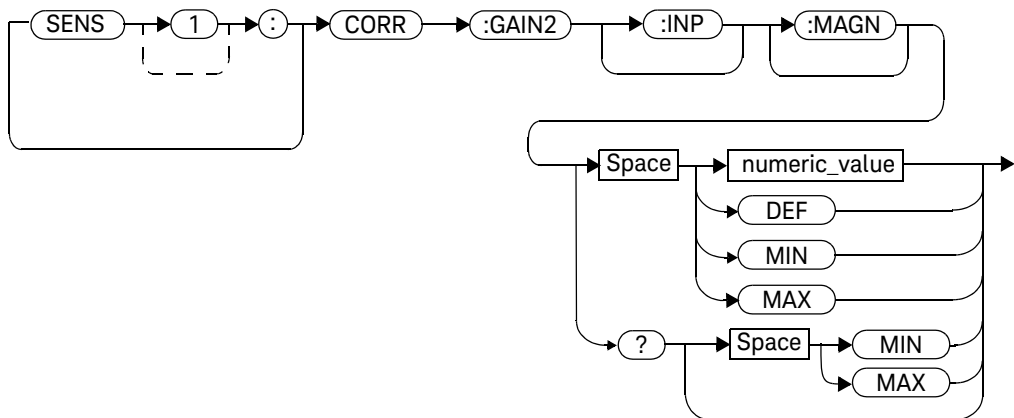 SENS 1 : CORR :GAIN2 :INP :MAGN
Space numeric_value
DEF
MIN
MAX
? Space MIN
MAX